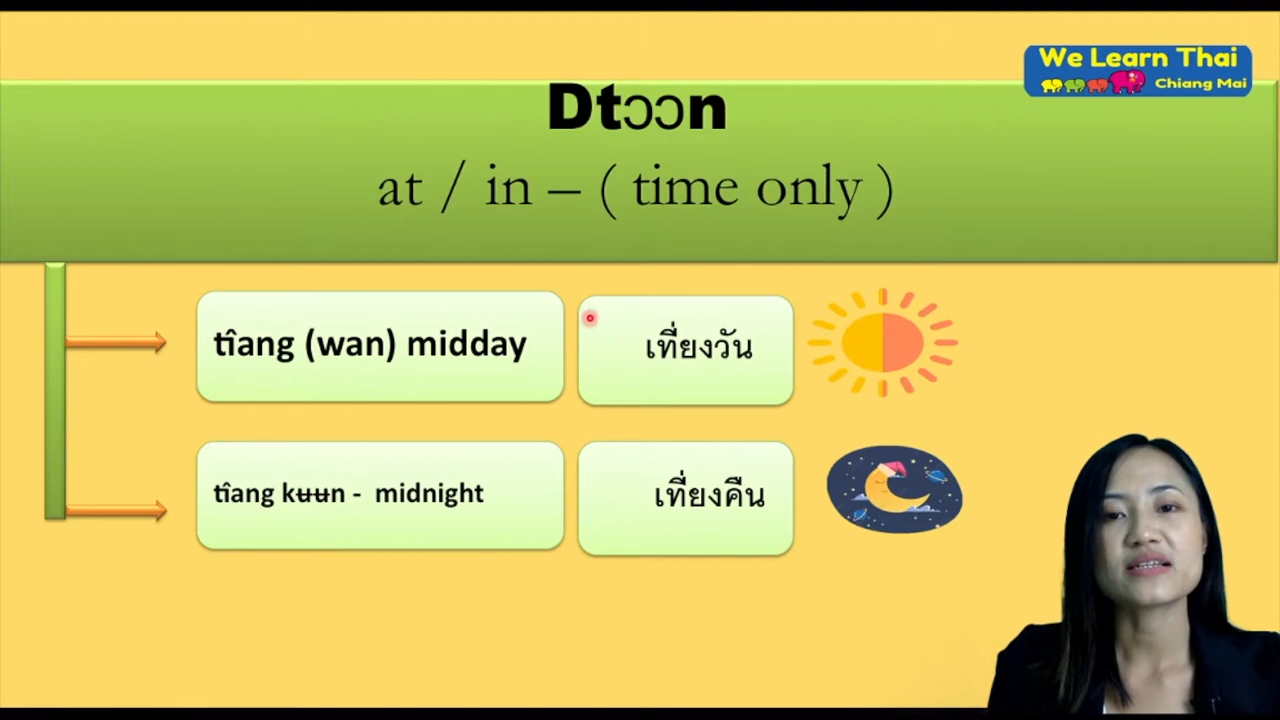 We Learn Thai
Chiang Mai
Dtɔɔn
at / in – ( time only )
tîang (wan) midday
เที่ยงวัน
tîang kʉʉn - midnight
เที่ยงคืน